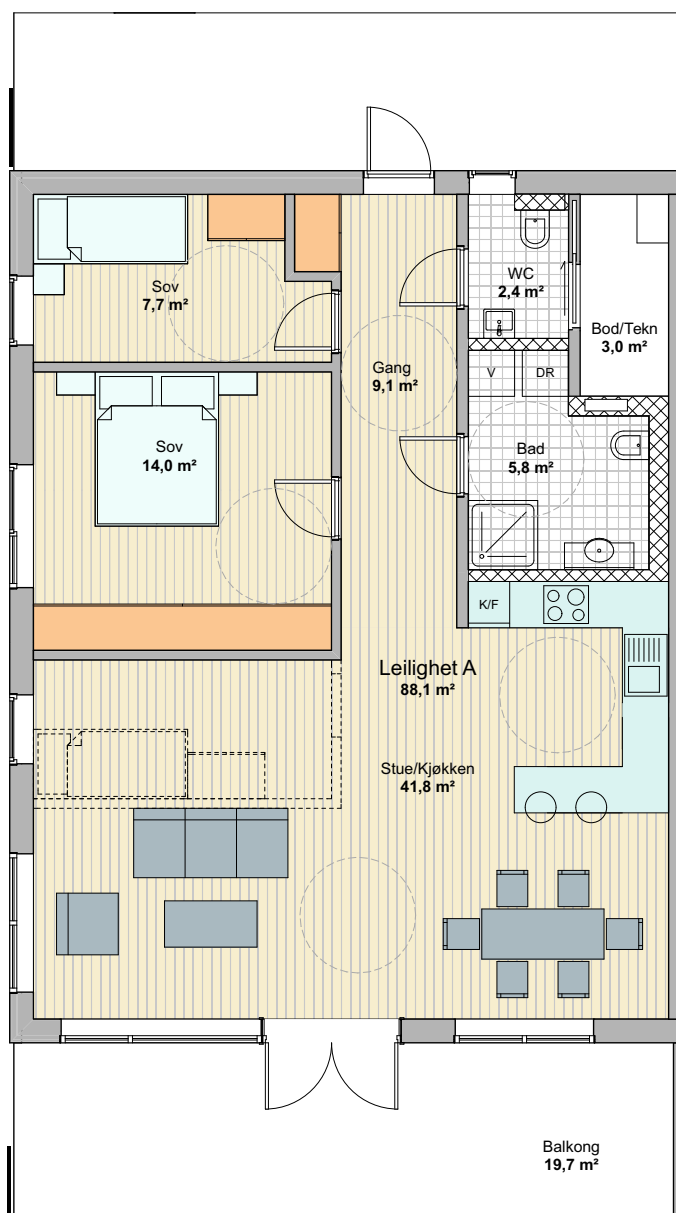 Sov
7,7 m²
WC
2,4 m²
Bod/Tekn
3,0 m²
Gang
9,1 m²
V
DR
Sov
14,0 m²
Bad
5,8 m²
K/F
Leilighet A
88,1 m²
Stue/Kjøkken
41,8 m²
Balkong
19,7 m²